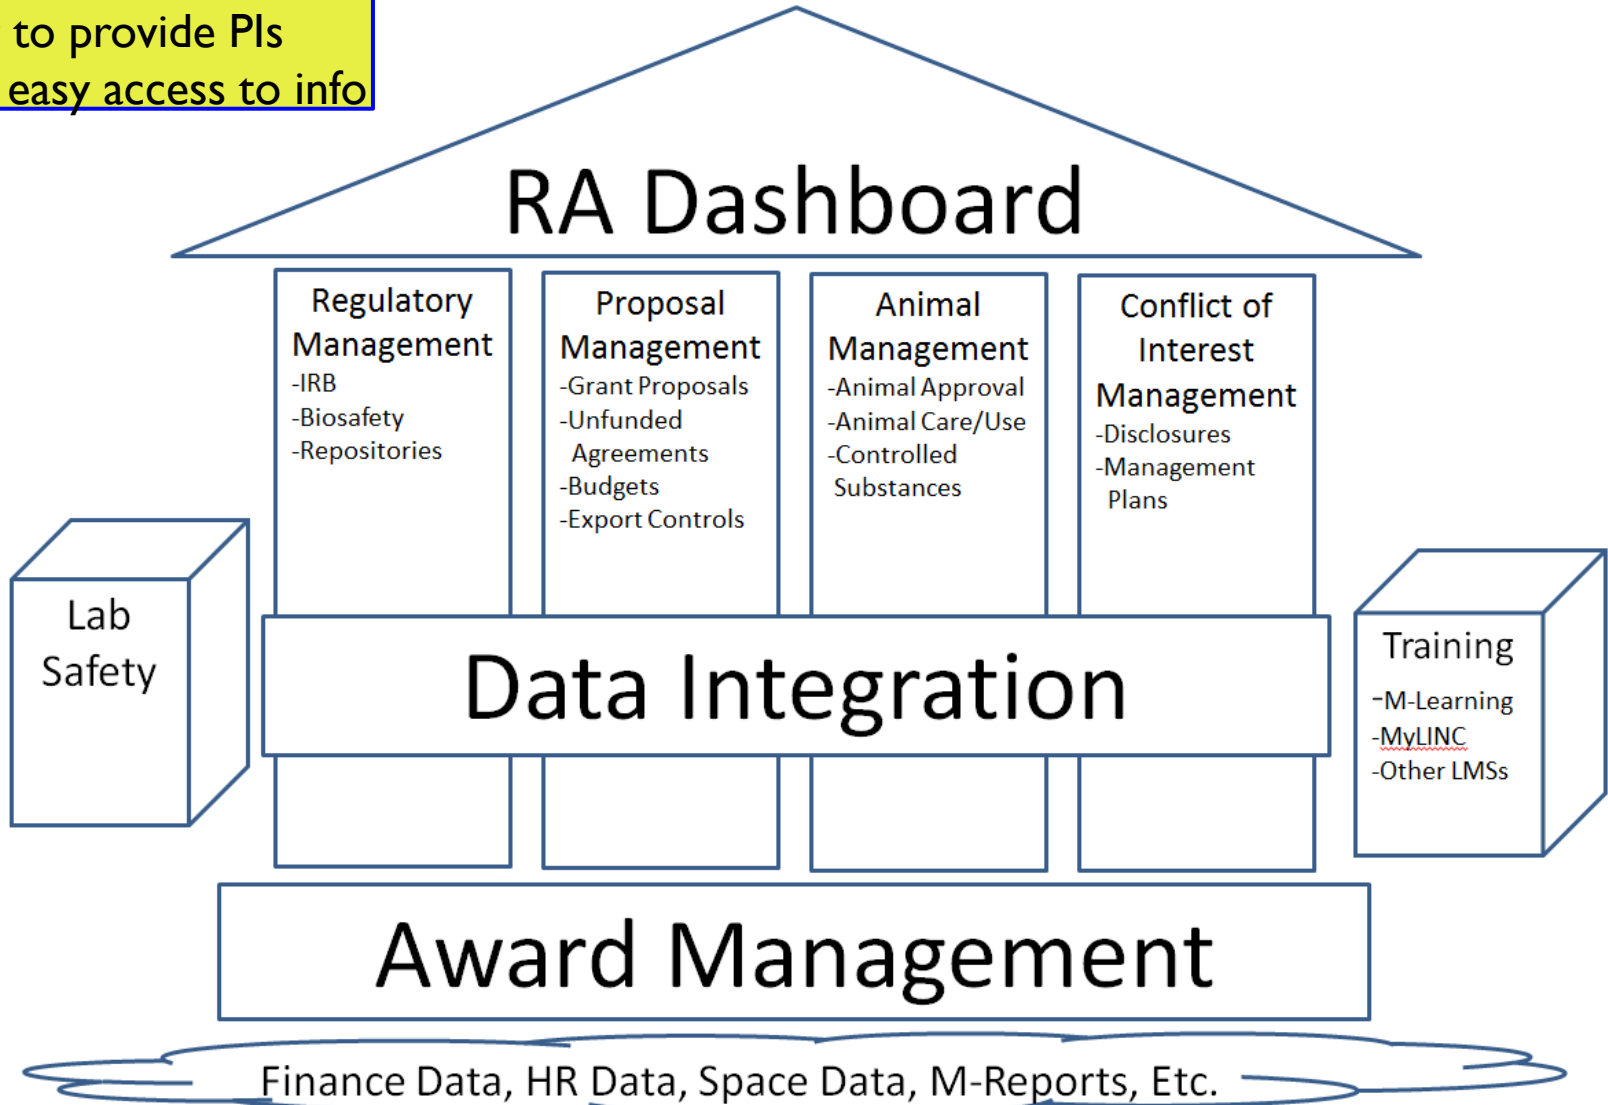 to provide PIs
easy access to info
RA Dashboard
Regulatory
Management
-IRB
-Biosafety
-Repositories
Proposal
Management
-Grant Proposals
-Unfunded
Agreements
-Budgets
-Export Controls
Animal
Management
-Animal Approval
-Animal Care/Use
-Controlled
Substances
Conflict of
Interest
Management
-Disclosures
-Management
Plans
Lab
Safety
Data Integration
Training
-M-Learning
-MyLINC
-Other LMSs
Award Management
Finance Data, HR Data, Space Data, M-Reports, Etc.